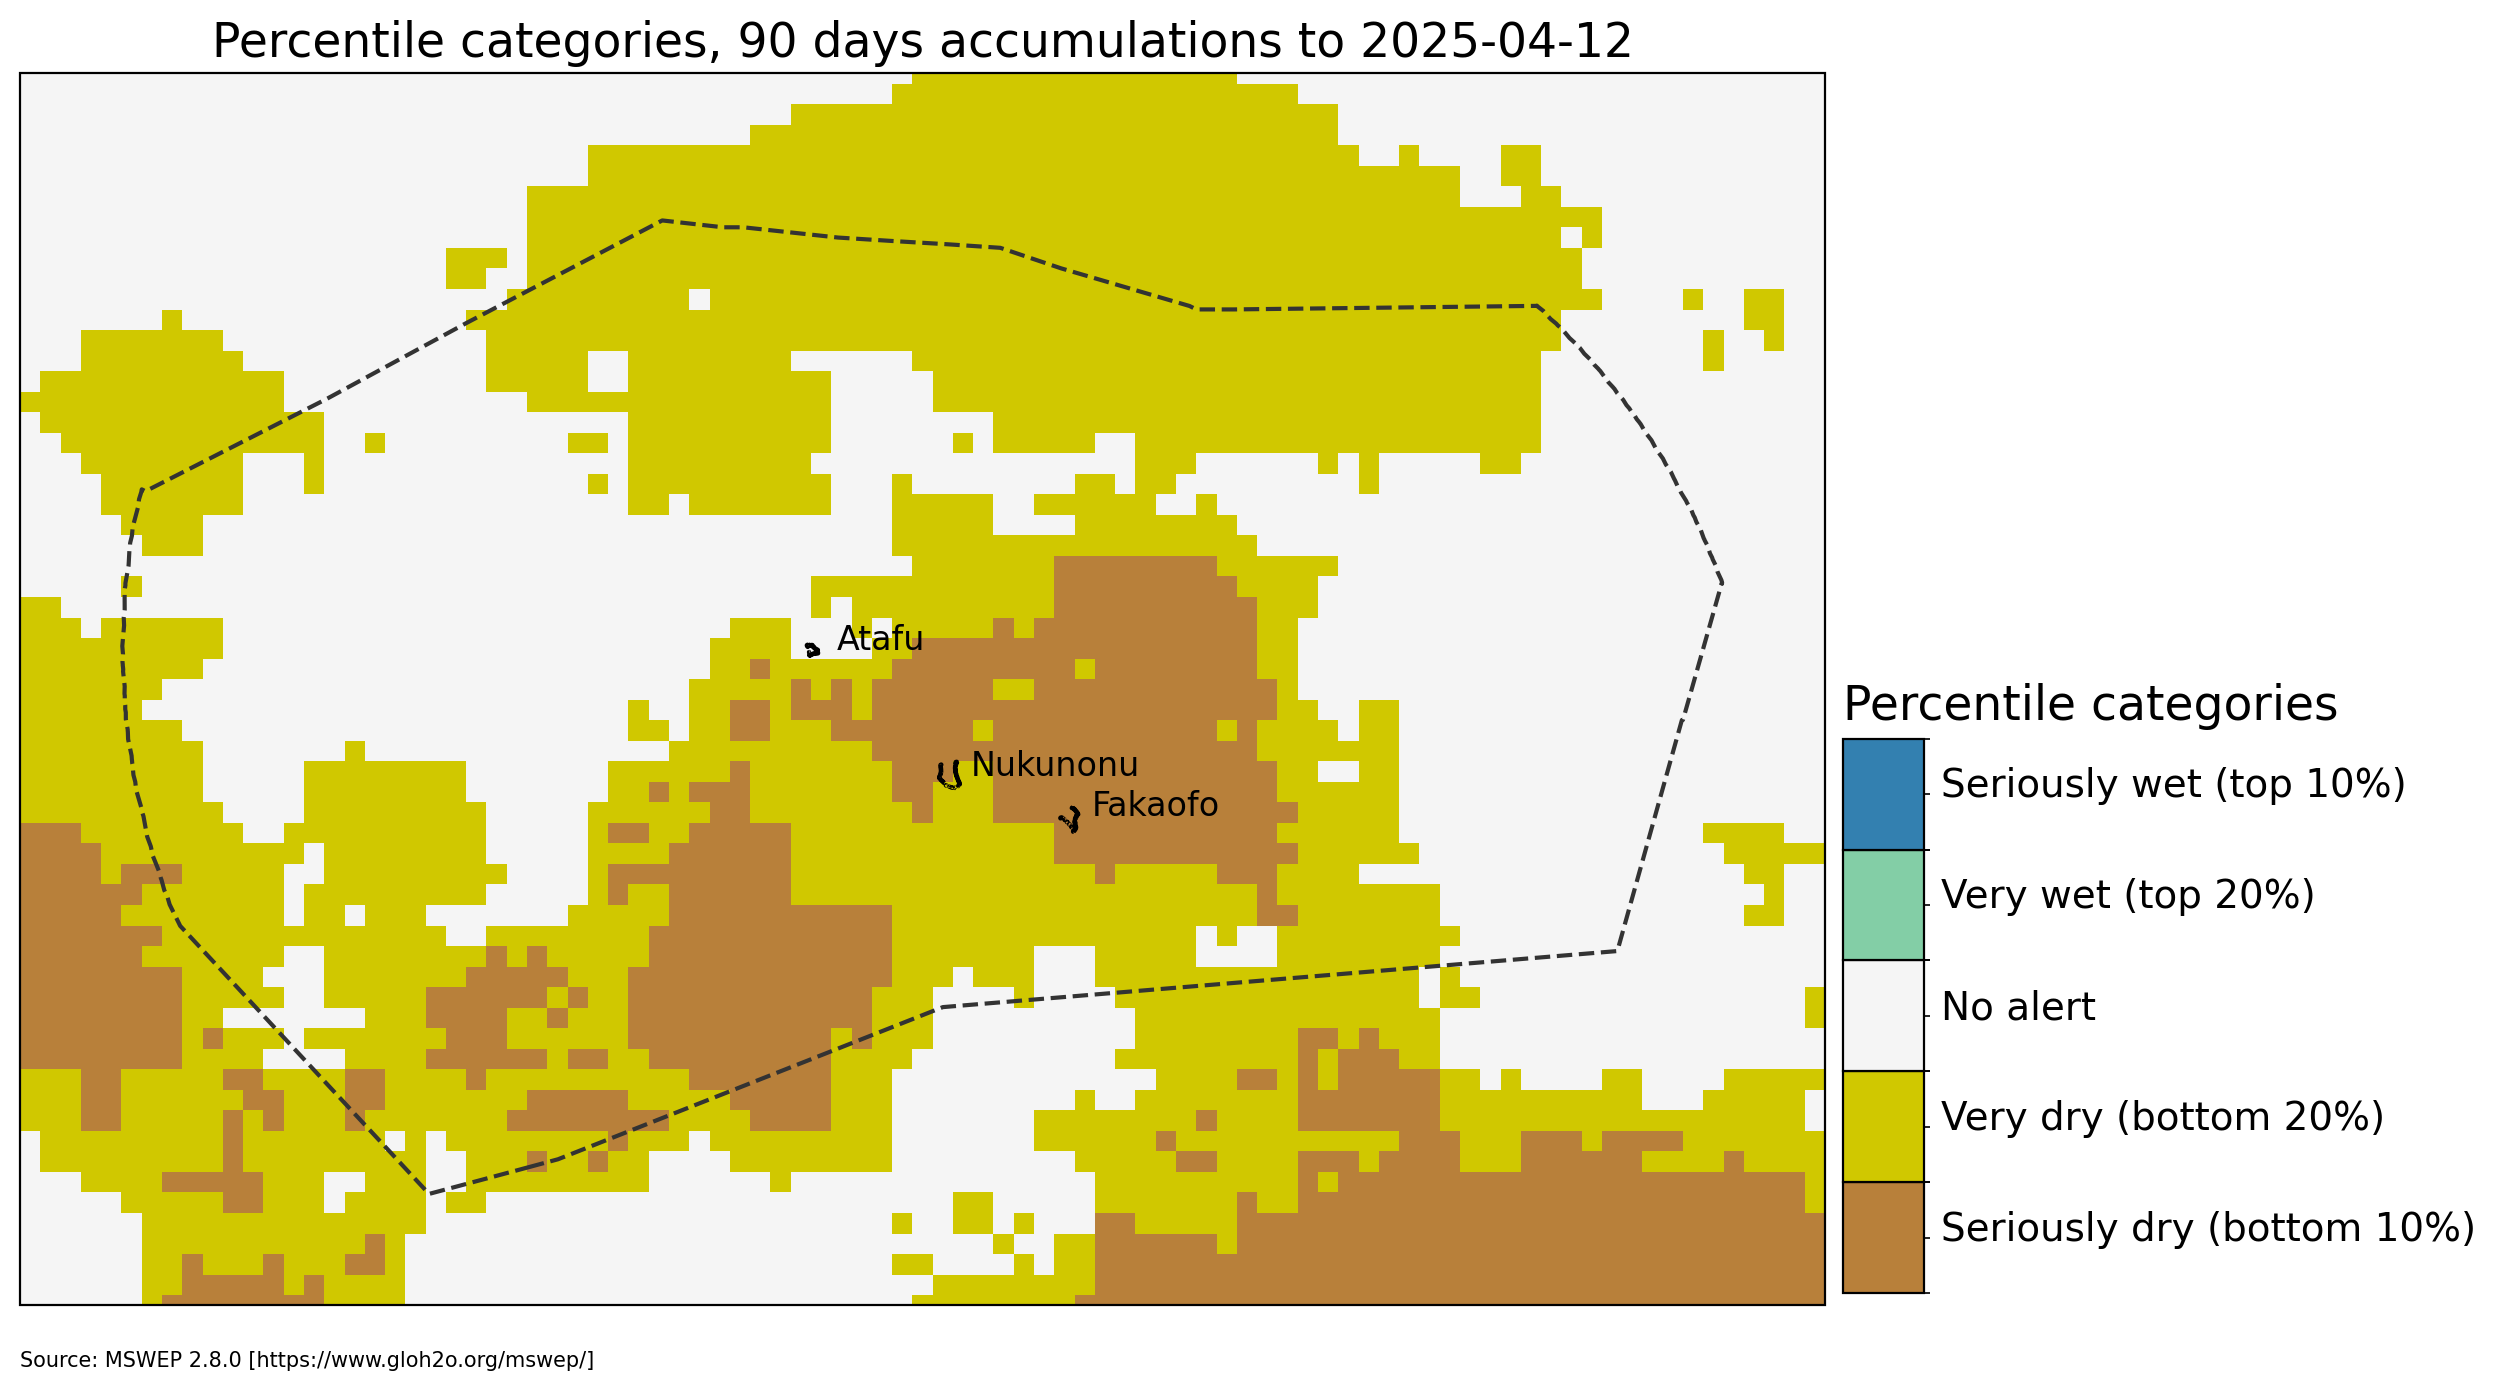 Percentile categories, 90 days accumulations to 2025-04-12
Atafu
Nukunonu
Fakaofo
Percentile categories
Seriously wet (top 10%)
Very wet (top 20%)
No alert
Very dry (bottom 20%)
Seriously dry (bottom 10%)
Source: MSWEP 2.8.0 [https://www.gloh2o.org/mswep/]